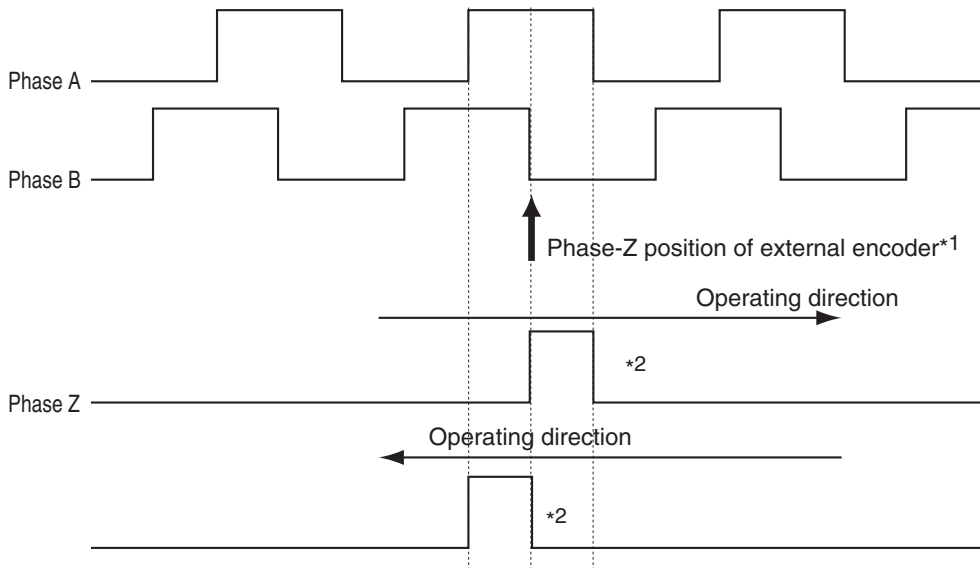 Phase A
Phase B
Phase-Z position of external encoder*1
Operating direction
*2
Phase Z
Operating direction
*2